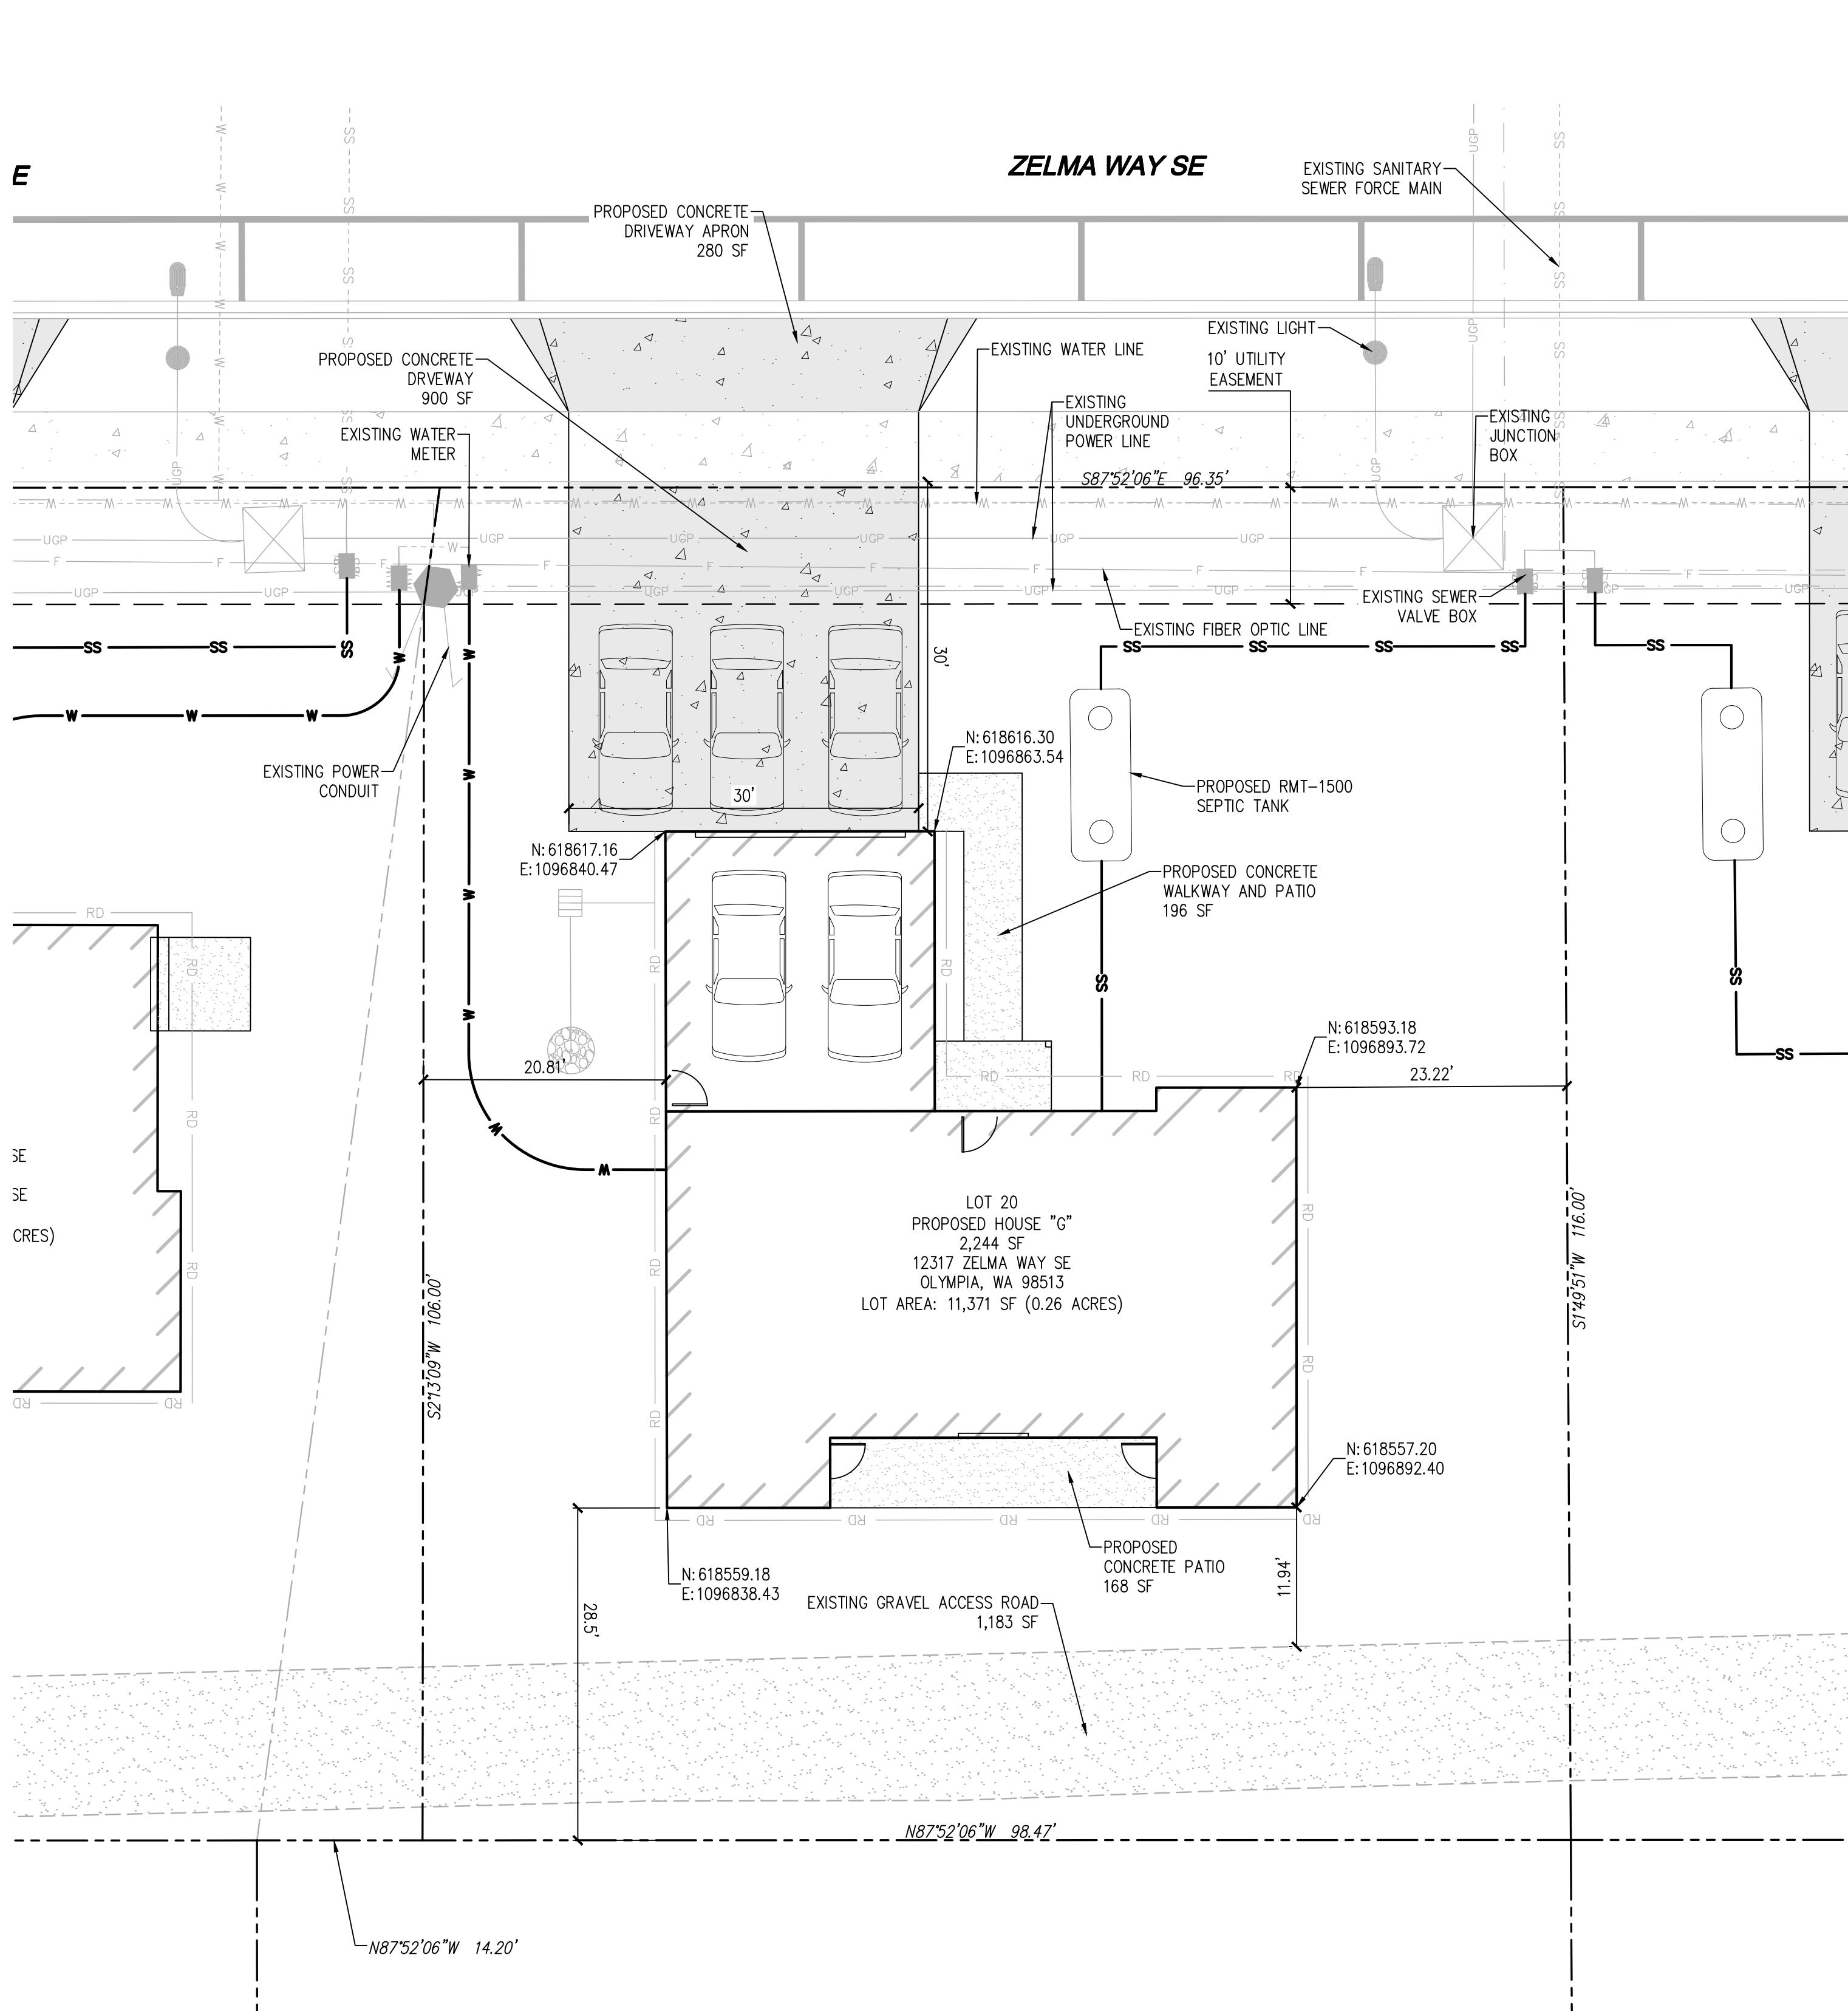 E
ZELMA WAY SE
EXISTING SANITARY
SEWER FORCE MAIN
PROPOSED CONCRETE
DRIVEWAY APRON
280 SF
EXISTING LIGHT
10' UTILITY
EASEMENT
EXISTING WATER LINE
PROPOSED CONCRETE
DRVEWAY
900 SF
EXISTING
UNDERGROUND
POWER LINE
EXISTING
JUNCTION
BOX
EXISTING WATER
METER
S87°52'06"E 96.35'
W
SS
UGP
F
EXISTING SEWER
VALVE BOX
EXISTING FIBER OPTIC LINE
30'
N:618616.30
E:1096863.54
EXISTING POWER
CONDUIT
PROPOSED RMT-1500
SEPTIC TANK
30'
N:618617.16
E:1096840.47
PROPOSED CONCRETE
WALKWAY AND PATIO
196 SF
RD
N:618593.18
E:1096893.72
20.81'
23.22'
SE
SE
CRES)
LOT 20
PROPOSED HOUSE "G"
2,244 SF
12317 ZELMA WAY SE
OLYMPIA, WA 98513
LOT AREA: 11,371 SF (0.26 ACRES)
S2°13'09"W 106.00'
S1°49'51"W 116.00'
N:618557.20
E:1096892.40
PROPOSED
CONCRETE PATIO
168 SF
N:618559.18
E:1096838.43
28.5'
11.94'
EXISTING GRAVEL ACCESS ROAD
1,183 SF
N87°52'06"W 98.47'
N87°52'06"W 14.20'